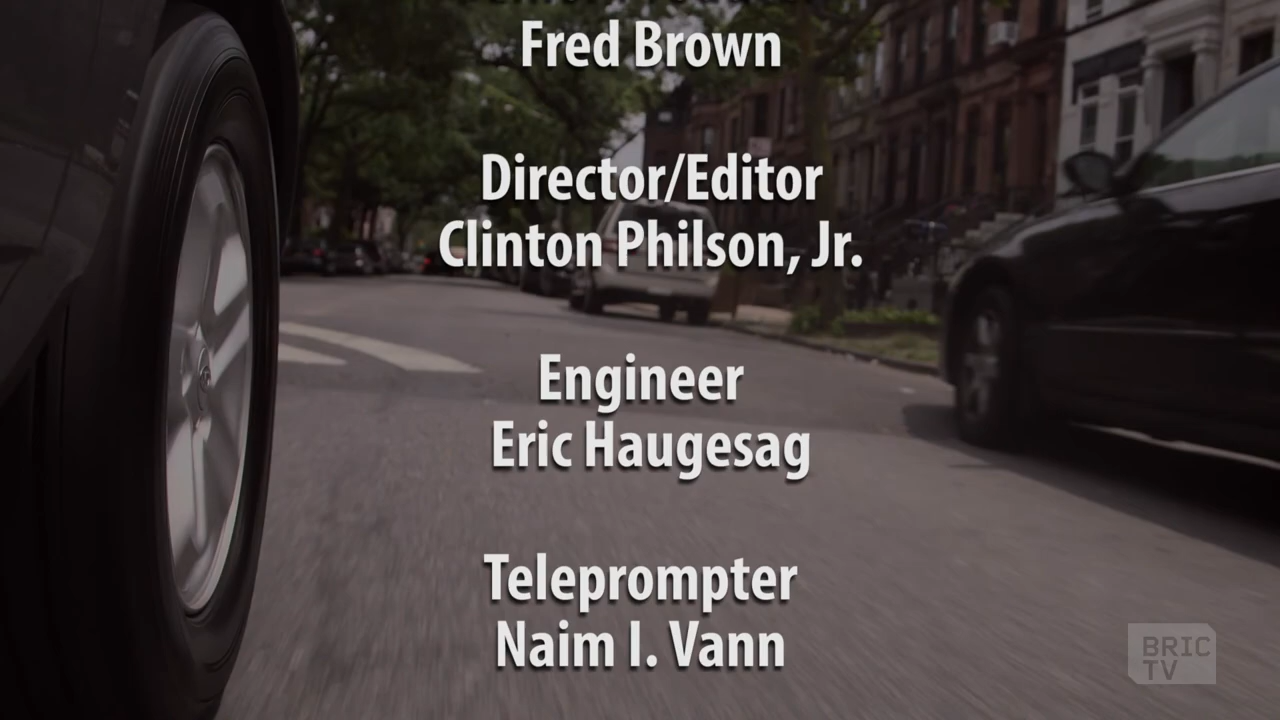 Fred Brown
Director/Editor
Clinton Philson, Jr.
Engineer
Eric Haugesag
Teleprompter
Naim I. Vann
BRIC
TV